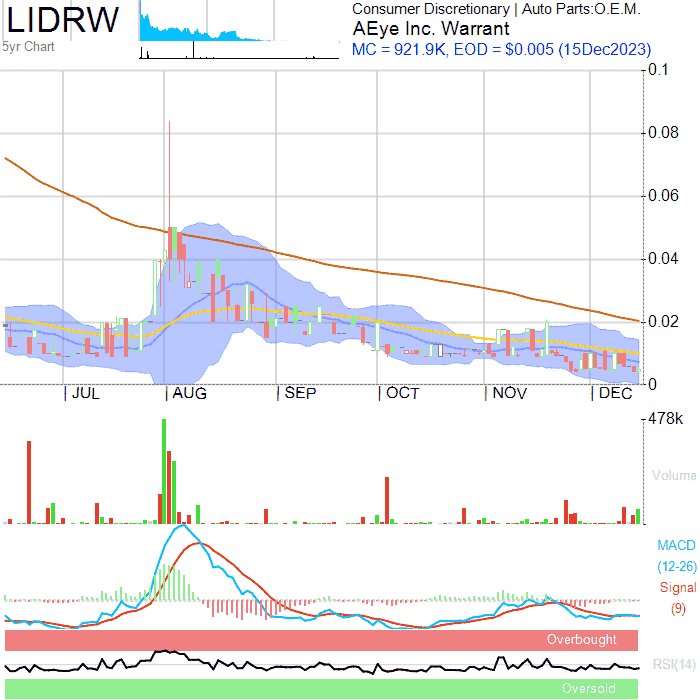 LIDRW
5yr Chart
Consumer Discretionary | Auto Parts:O.E.M.
AEye Inc. Warrant
MC = 921.9K, EOD = $0.005 (15Dec2023)
0.1
0.08
0.06
0.04
0.02
0
JUL AUG SEP OCT NOV DEC
478K
Volume
MACD
(12-26)
Signal
(9)
Overbought
RSI(14)
Oversold